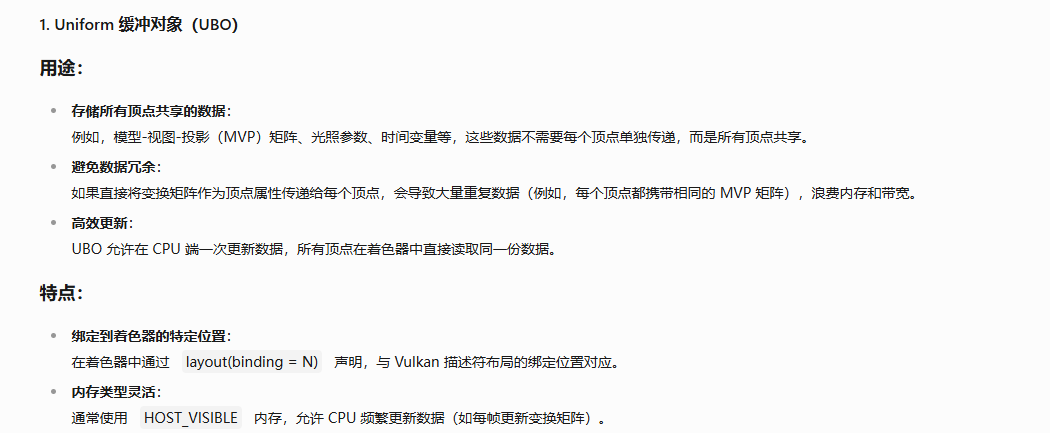 1. Uniform 缓冲对象（UBO）
用途：
存储所有顶点共享的数据：
例如，模型-视图-投影（MVP）矩阵、光照参数、时间变量等，这些数据不需要每个顶点单独传递，而是所有顶点共享。
避免数据冗余：
如果直接将变换矩阵作为顶点属性传递给每个顶点，会导致大量重复数据（例如，每个顶点都携带相同的 MVP 矩阵），浪费内存和带宽。
高效更新：
UBO 允许在 CPU 端一次更新数据，所有顶点在着色器中直接读取同一份数据。
特点：
绑定到着色器的特定位置：
在着色器中通过 layout(binding = N) 声明，与 Vulkan 描述符布局的绑定位置对应。
内存类型灵活：
通常使用 HOST_VISIBLE 内存，允许 CPU 频繁更新数据（如每帧更新变换矩阵）。